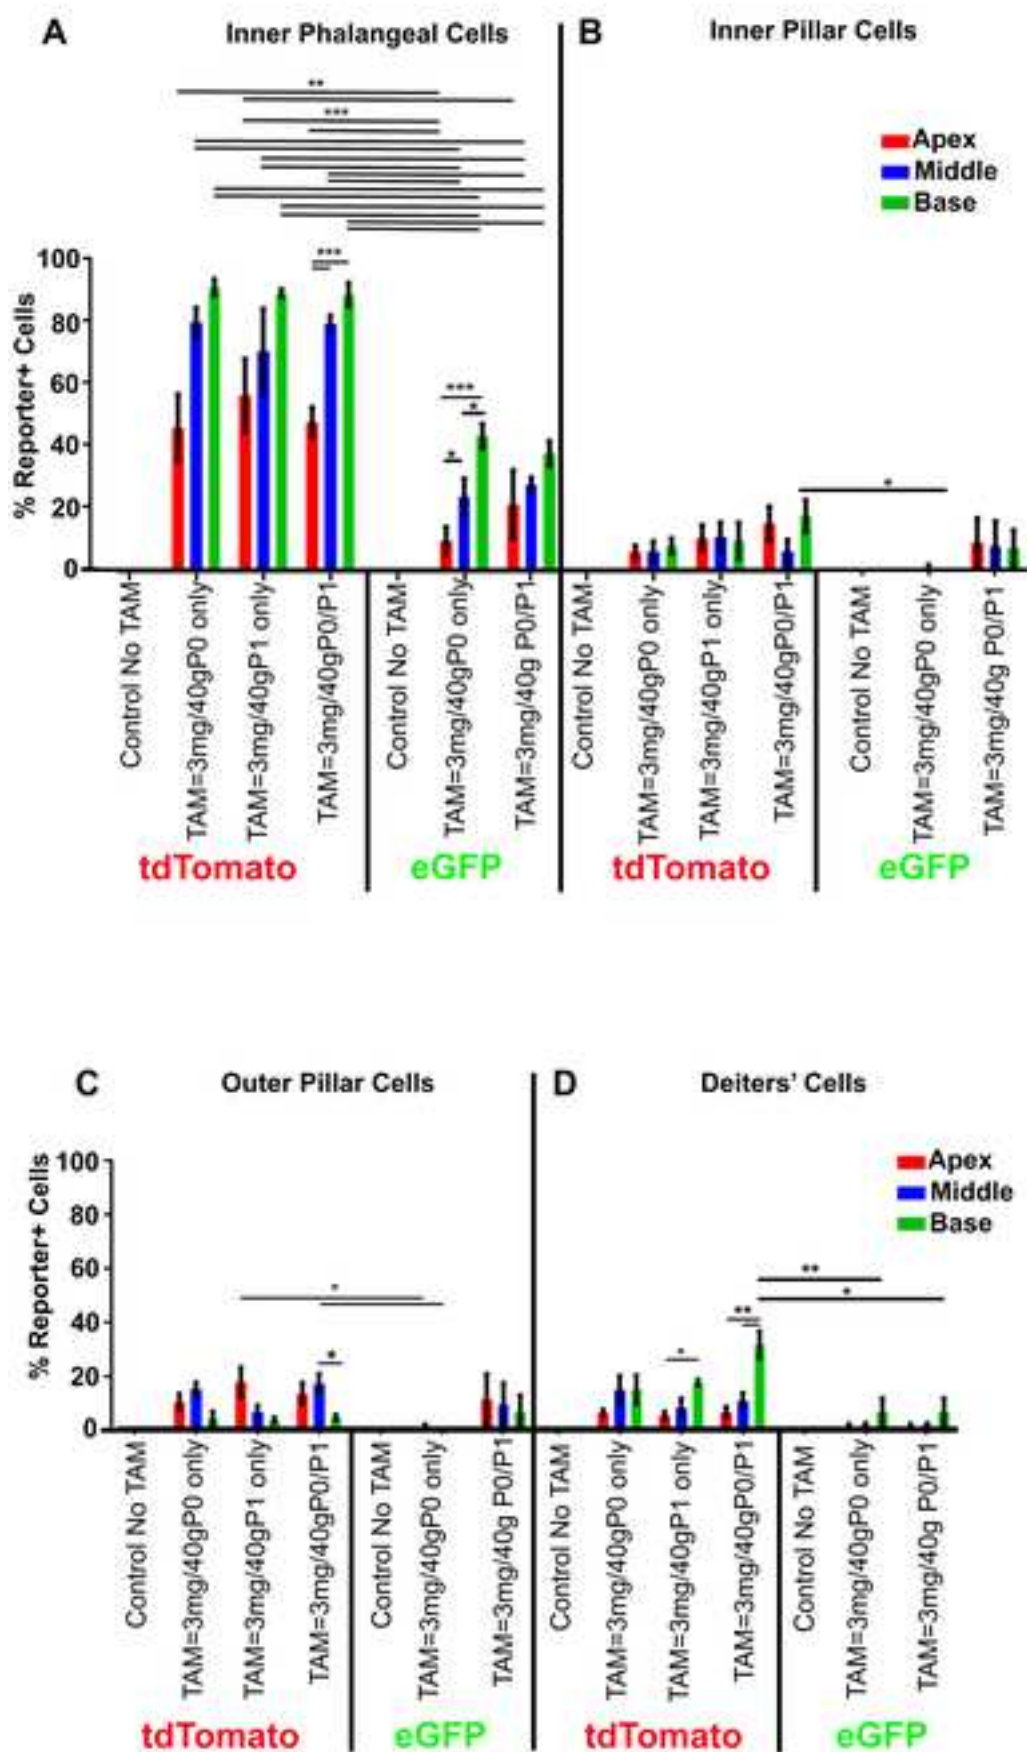 A
Inner Phalangeal Cells
B
Inner Pillar Cells
**
***
Apex
Middle
Base
% Reporter+ Cells
100
80
60
40
20
0
***
***
*
*
*
Control No TAM
TAM=3mg/40gP0 only
TAM=3mg/40gP1 only
TAM=3mg/40gP0/P1
Control No TAM
TAM=3mg/40gP0 only
TAM=3mg/40g P0/P1
Control No TAM
TAM=3mg/40gP0 only
TAM=3mg/40gP1 only
TAM=3mg/40gP0/P1
Control No TAM
TAM=3mg/40gP0 only
TAM=3mg/40g P0/P1
tdTomato
eGFP
tdTomato
eGFP
C
Outer Pillar Cells
D
Deiters' Cells
Apex
Middle
Base
% Reporter+ Cells
100
80
60
40
20
0
*
*
*
**
**
*
Control No TAM
TAM=3mg/40gP0 only
TAM=3mg/40gP1 only
TAM=3mg/40gP0/P1
Control No TAM
TAM=3mg/40gP0 only
TAM=3mg/40g P0/P1
Control No TAM
TAM=3mg/40gP0 only
TAM=3mg/40gP1 only
TAM=3mg/40gP0/P1
Control No TAM
TAM=3mg/40gP0 only
TAM=3mg/40g P0/P1
tdTomato
eGFP
tdTomato
eGFP